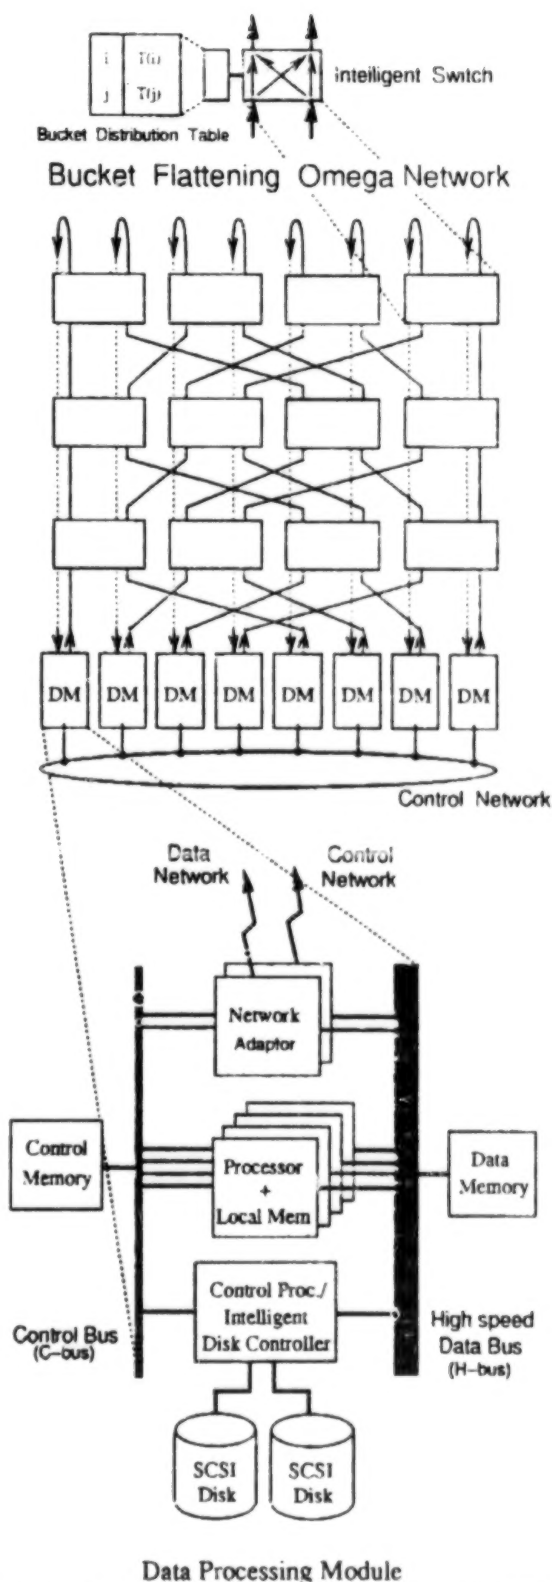 i T(i)
j T(j)
Intelligent Switch
Bucket Distribution Table
Bucket Flattening Omega Network
DM DM DM DM DM DM DM DM
Control Network
Data
Network
Control
Network
Network
Adaptor
Control
Memory
Processor
+
Local Mem
Data
Memory
Control Proc./
Intelligent
Disk Controller
Control Bus
(C-bus)
High speed
Data Bus
(H-bus)
SCSI
Disk
SCSI
Disk
Data Processing Module